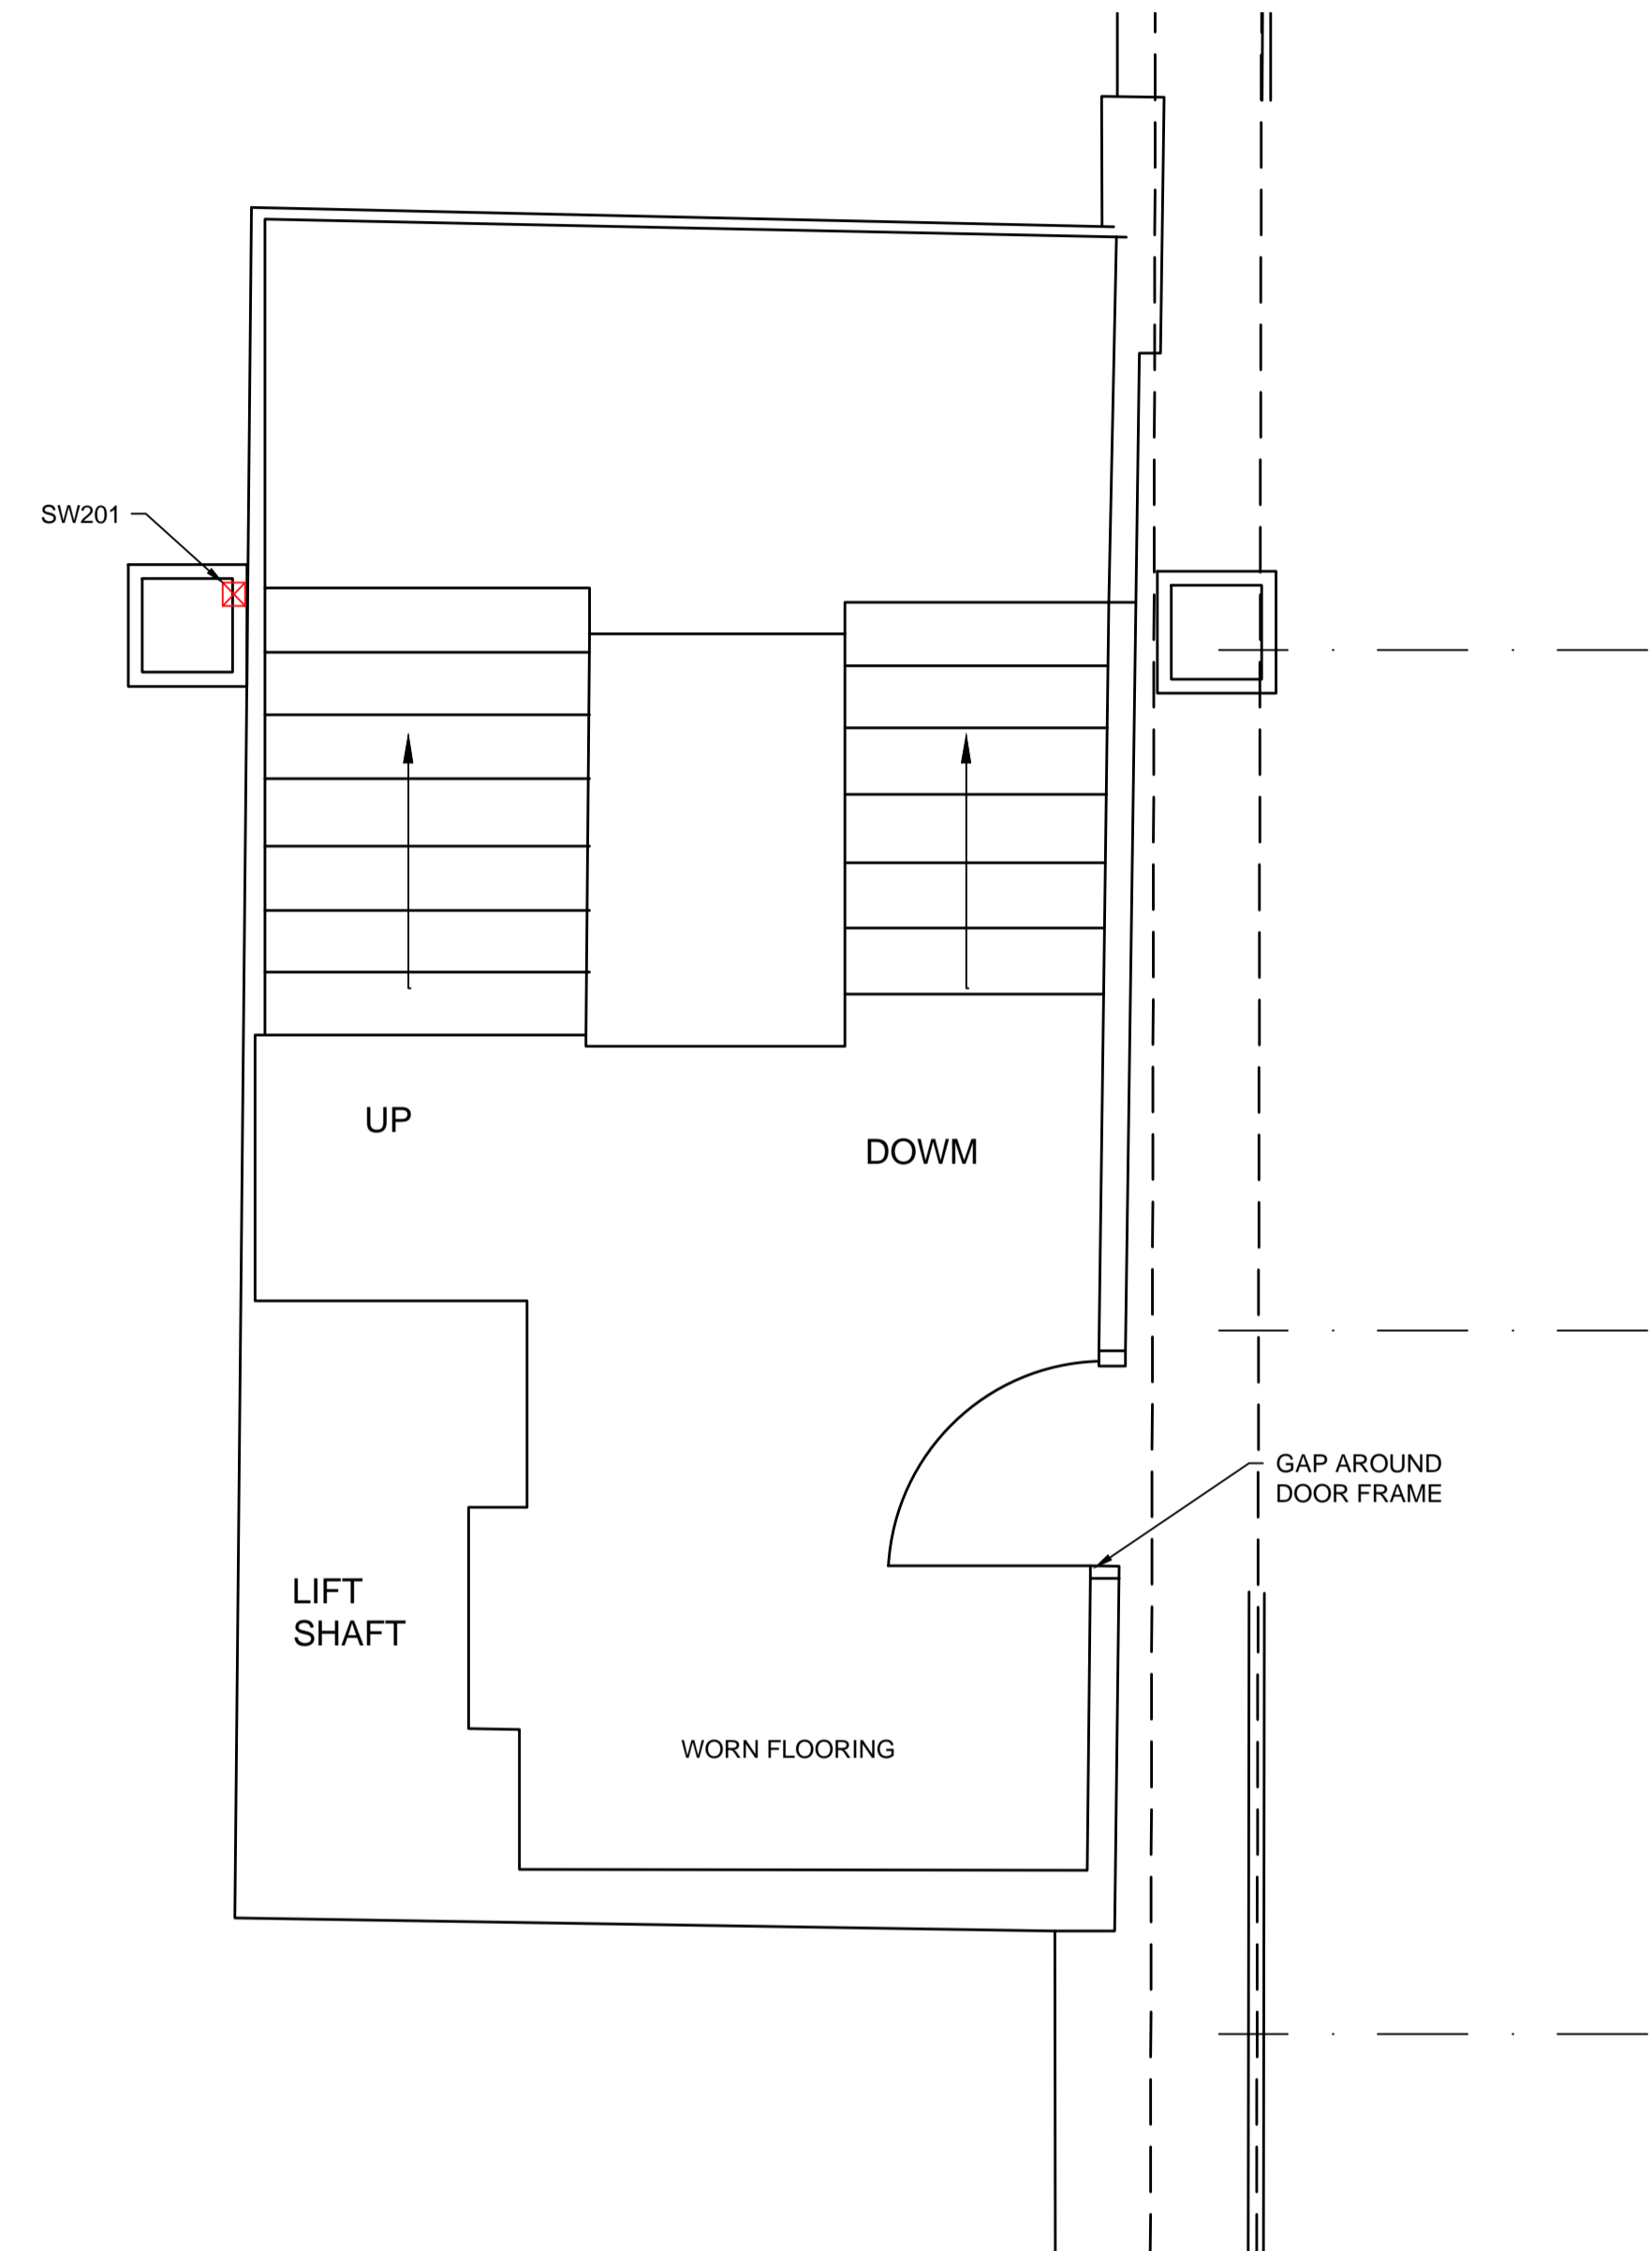 SW201
UP
DOWM
GAP AROUND
DOOR FRAME
LIFT
SHAFT
WORN FLOORING